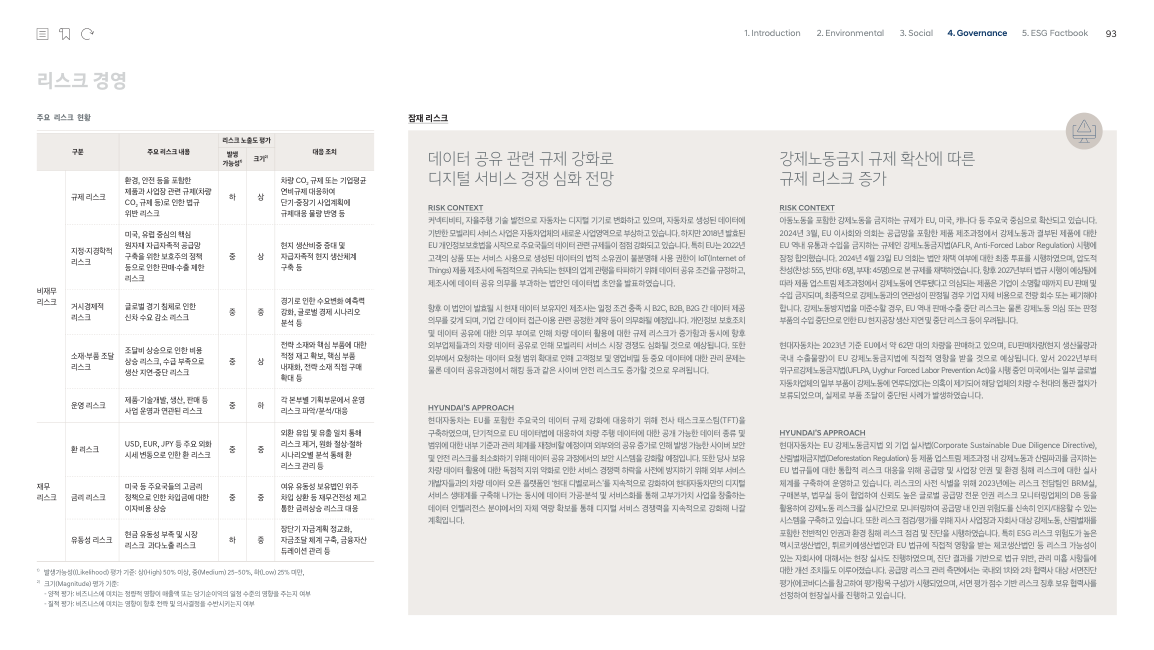 1. Introduction 2. Environmental 3. Social 4. Governance 5. ESG Factbook 93
리스크 경영
주요 리스크 현황
구분 주요 리스크 내용 리스크 노출도 평가 대응 조치
발생 가능성¹⁾ 크기²⁾
비재무
리스크
규제 리스크
환경, 안전 등을 포함한
제품과 사업장 관련 규제(차량
CO₂ 규제 등)로 인한 법규
위반 리스크
하 상
차량 CO₂ 규제 또는 기업평균
연비규제 대응하여
단기·중장기 사업계획에
규제대응 물량 반영 등
지정·지경학적
리스크
미국, 유럽 중심의 핵심
원자재 자급자족적 공급망
구축을 위한 보호주의 정책
등으로 인한 판매·수출 제한
리스크
중 상
현지 생산비중 증대 및
자급자족적 현지 생산체계
구축 등
거시경제적
리스크
글로벌 경기 침체로 인한
신차 수요 감소 리스크
중 중
경기로 인한 수요변화 예측력
강화, 글로벌 경제 시나리오
분석 등
소재·부품 조달
리스크
조달비 상승으로 인한 비용
상승 리스크, 수급 부족으로
생산 지연·중단 리스크
중 상
전략 소재와 핵심 부품에 대한
적정 재고 확보, 핵심 부품
내재화, 전략 소재 직접 구매
확대 등
운영 리스크
제품·기술개발, 생산, 판매 등
사업 운영과 연관된 리스크
중 하
각 본부별 기획부문에서 운영
리스크 파악/분석/대응
재무
리스크
환 리스크
USD, EUR, JPY 등 주요 외화
시세 변동으로 인한 환 리스크
중 중
외환 유입 및 유출 일치 통해
리스크 제거, 원화 절상·절하
시나리오별 분석 통해 환
리스크 관리 등
금리 리스크
미국 등 주요국들의 고금리
정책으로 인한 차입금에 대한
이자비용 상승
중 중
여유 유동성 보유법인 위주
차입 상환 등 재무건전성 제고
통한 금리상승 리스크 대응
유동성 리스크
현금 유동성 부족 및 시장
리스크 과다노출 리스크
하 중
장단기 자금계획 정교화,
자금조달 체계 구축, 금융자산
듀레이션 관리 등
¹⁾ 발생가능성(Likelihood) 평가 기준: 상(High) 50% 이상, 중(Medium) 25~50%, 하(Low) 25% 미만,
²⁾ 크기(Magnitude) 평가 기준:
- 양적 평가: 비즈니스에 미치는 정량적 영향이 매출액 또는 당기순이익의 일정 수준의 영향을 주는지 여부
- 질적 평가: 비즈니스에 미치는 영향이 향후 전략 및 의사결정을 수반시키는지 여부
잠재 리스크
데이터 공유 관련 규제 강화로
디지털 서비스 경쟁 심화 전망
RISK CONTEXT
커넥티비티, 자율주행 기술 발전으로 자동차는 디지털 기기로 변화하고 있으며, 자동차로 생성된 데이터에
기반한 모빌리티 서비스 사업은 자동차업체의 새로운 사업영역으로 부상하고 있습니다. 하지만 2018년 발효된
EU 개인정보보호법을 시작으로 주요국들의 데이터 관련 규제들이 점점 강화되고 있습니다. 특히 EU는 2022년
고객의 상품 또는 서비스 사용으로 생성된 데이터의 법적 소유권이 불분명해 사용 권한이 IoT(Internet of
Things) 제품 제조사에 독점적으로 귀속되는 현재의 업계 관행을 타파하기 위해 데이터 공유 조건을 규정하고,
제조사에 데이터 공유 의무를 부과하는 법안인 데이터법 초안을 발표하였습니다.
향후 이 법안이 발효될 시 현재 데이터 보유자인 제조사는 일정 조건 충족 시 B2C, B2B, B2G 간 데이터 제공
의무를 갖게 되며, 기업 간 데이터 접근·이용 관련 공정한 계약 등이 의무화될 예정입니다. 개인정보 보호조치
및 데이터 공유에 대한 의무 부여로 인해 차량 데이터 활용에 대한 규제 리스크가 증가함과 동시에 향후
외부업체들과의 차량 데이터 공유로 인해 모빌리티 서비스 시장 경쟁도 심화될 것으로 예상됩니다. 또한
외부에서 요청하는 데이터 요청 범위 확대로 인해 고객정보 및 영업비밀 등 중요 데이터에 대한 관리 문제는
물론 데이터 공유과정에서 해킹 등과 같은 사이버 안전 리스크도 증가할 것으로 우려됩니다.
HYUNDAI'S APPROACH
현대자동차는 EU를 포함한 주요국의 데이터 규제 강화에 대응하기 위해 전사 태스크포스팀(TFT)을
구축하였으며, 단기적으로 EU 데이터법에 대응하여 차량 주행 데이터에 대한 공개 가능한 데이터 종류 및
범위에 대한 내부 기준과 관리 체계를 재정비할 예정이며 외부와의 공유 증가로 인해 발생 가능한 사이버 보안
및 안전 리스크를 최소화하기 위해 데이터 공유 과정에서의 보안 시스템을 강화할 예정입니다. 또한 당사 보유
차량 데이터 활용에 대한 독점적 지위 약화로 인한 서비스 경쟁력 하락을 사전에 방지하기 위해 외부 서비스
개발자들과의 차량 데이터 오픈 플랫폼인 '현대 디벨로퍼스'를 지속적으로 강화하여 현대자동차만의 디지털
서비스 생태계를 구축해 나가는 동시에 데이터 가공·분석 및 서비스화를 통해 고부가가치 사업을 창출하는
데이터 인텔리전스 분야에서의 자체 역량 확보를 통해 디지털 서비스 경쟁력을 지속적으로 강화해 나갈
계획입니다.
강제노동금지 규제 확산에 따른
규제 리스크 증가
RISK CONTEXT
아동노동을 포함한 강제노동을 금지하는 규제가 EU, 미국, 캐나다 등 주요국 중심으로 확산되고 있습니다.
2024년 3월, EU 이사회와 의회는 공급망을 포함한 제품 제조과정에서 강제노동과 결부된 제품에 대한
EU 역내 유통과 수입을 금지하는 규제인 강제노동금지법(AFLR, Anti-Forced Labor Regulation) 시행에
잠정 합의했습니다. 2024년 4월 23일 EU 의회는 법안 채택 여부에 대한 최종 투표를 시행하였으며, 압도적
찬성(찬성: 555, 반대: 6명, 부재: 45명)으로 본 규제를 채택하였습니다. 향후 2027년부터 법규 시행이 예상됨에
따라 제품 업스트림 제조과정에서 강제노동에 연루됐다고 의심되는 제품은 기업이 소명할 때까지 EU 판매 및
수입 금지되며, 최종적으로 강제노동과의 연관성이 판정될 경우 기업 자체 비용으로 전량 회수 또는 폐기해야
합니다. 강제노동방지법을 미준수할 경우, EU 역내 판매·수출 중단 리스크는 물론 강제노동 의심 또는 판정
부품의 수입 중단으로 인한 EU 현지공장 생산 지연 및 중단 리스크 등이 우려됩니다.
현대자동차는 2023년 기준 EU에서 약 62만 대의 차량을 판매하고 있으며, EU판매차량(현지 생산물량과
국내 수출물량)이 EU 강제노동금지법에 직접적 영향을 받을 것으로 예상됩니다. 앞서 2022년부터
위구르강제노동금지법(UFLPA, Uyghur Forced Labor Prevention Act)을 시행 중인 미국에서는 일부 글로벌
자동차업체의 일부 부품이 강제노동에 연루되었다는 의혹이 제기되어 해당 업체의 차량 수 천대의 통관 절차가
보류되었으며, 실제로 부품 조달이 중단된 사례가 발생하였습니다.
HYUNDAI'S APPROACH
현대자동차는 EU 강제노동금지법 외 기업 실사법(Corporate Sustainable Due Diligence Directive),
산림벌채금지법(Deforestation Regulation) 등 제품 업스트림 제조과정 내 강제노동과 산림파괴를 금지하는
EU 법규들에 대한 통합적 리스크 대응을 위해 공급망 및 사업장 인권 및 환경 침해 리스크에 대한 실사
체계를 구축하여 운영하고 있습니다. 리스크의 사전 식별을 위해 2023년에는 리스크 전담팀인 BRM실,
구매본부, 법무실 등이 협업하여 신뢰도 높은 글로벌 공급망 전문 인권 리스크 모니터링업체의 DB 등을
활용하여 강제노동 리스크를 실시간으로 모니터링하여 공급망 내 인권 위험도를 신속히 인지/대응할 수 있는
시스템을 구축하고 있습니다. 또한 리스크 점검/평가를 위해 자사 사업장과 자회사 대상 강제노동, 산림벌채를
포함한 전반적인 인권과 환경 침해 리스크 점검 및 진단을 시행했습니다. 특히 ESG 리스크 위험도가 높은
멕시코생산법인, 튀르키예생산법인과 EU 법규에 직접적 영향을 받는 체코생산법인 등 리스크 가능성이
있는 자회사에 대해서는 현장 실사도 진행되었으며, 진단 결과를 기반으로 법규 위반, 관리 미흡 사항들에
대한 개선 조치들도 이루어졌습니다. 공급망 리스크 관리 측면에서는 국내외 1차와 2차 협력사 대상 서면진단
평가(에코바디스를 참고하여 평가항목 구성)가 시행되었으며, 서면 평가 점수 기반 리스크 징후 보유 협력사를
선정하여 현장실사를 진행하고 있습니다.